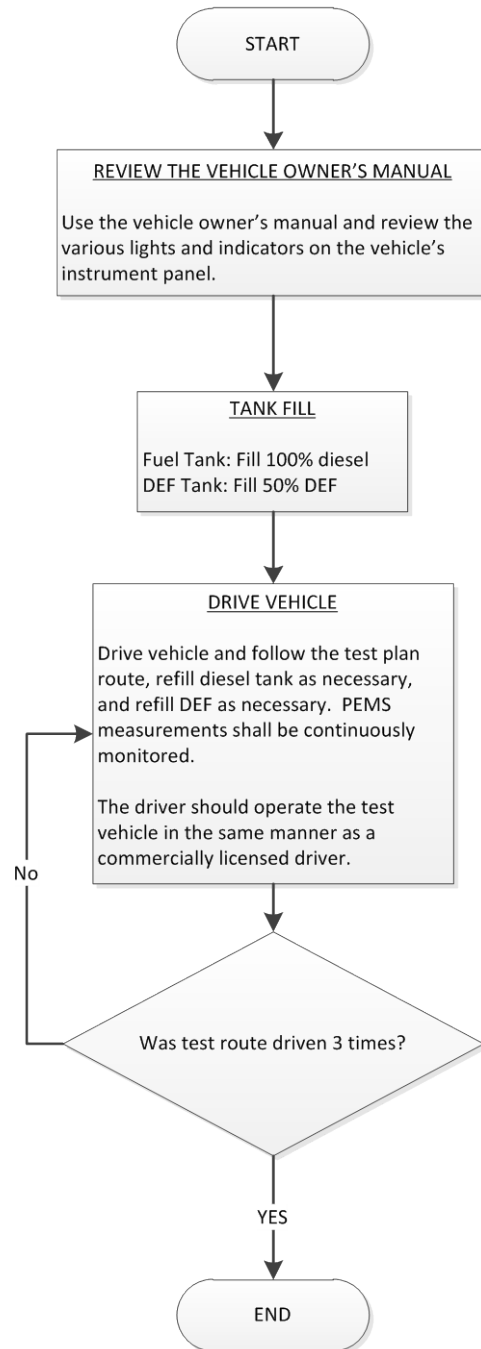 START
REVIEW THE VEHICLE OWNER’S MANUAL
Use the vehicle owner’s manual and review the
various lights and indicators on the vehicle’s
instrument panel.
TANK FILL
Fuel Tank: Fill 100% diesel
DEF Tank: Fill 50% DEF
DRIVE VEHICLE
Drive vehicle and follow the test plan
route, refill diesel tank as necessary,
and refill DEF as necessary.  PEMS
measurements shall be continuously
monitored.
The driver should operate the test
vehicle in the same manner as a
commercially licensed driver.
No
Was test route driven 3 times?
YES
END